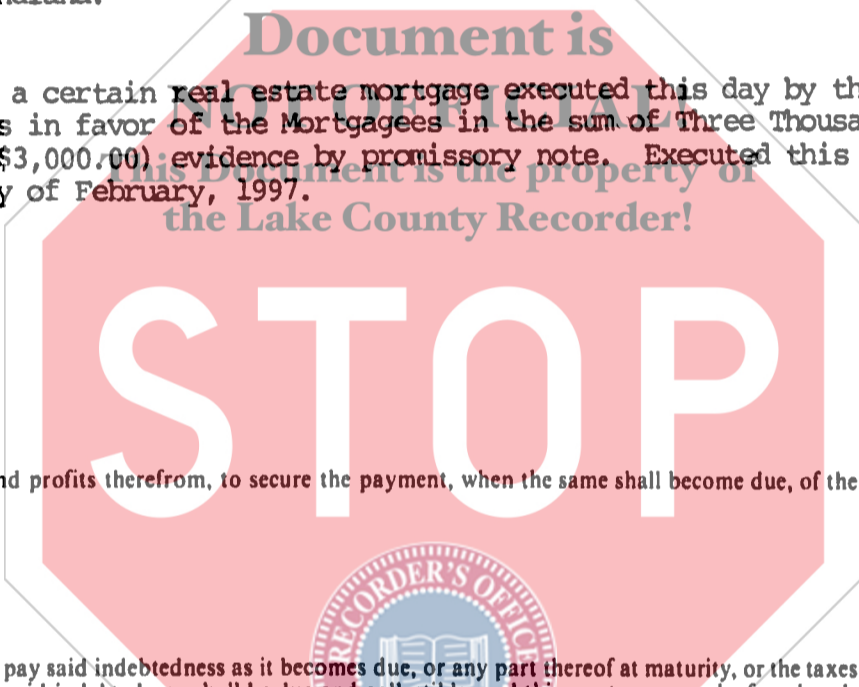 Document is
a certain real estate mortgage executed this day by
NOT OFFICIAL!
s in favor of the Mortgagees in the sum of Three
$3,000.00) evidence by promissory note. Executed this
This Document is the property of
y of February, 1997.
the Lake County Recorder!
STOP
nd profits therefrom, to secure the payment, when the same shall become due, of the
RECORDER'S OFFICE
pay said indebtedness as it becomes due, or any part thereof at maturity, or the taxes